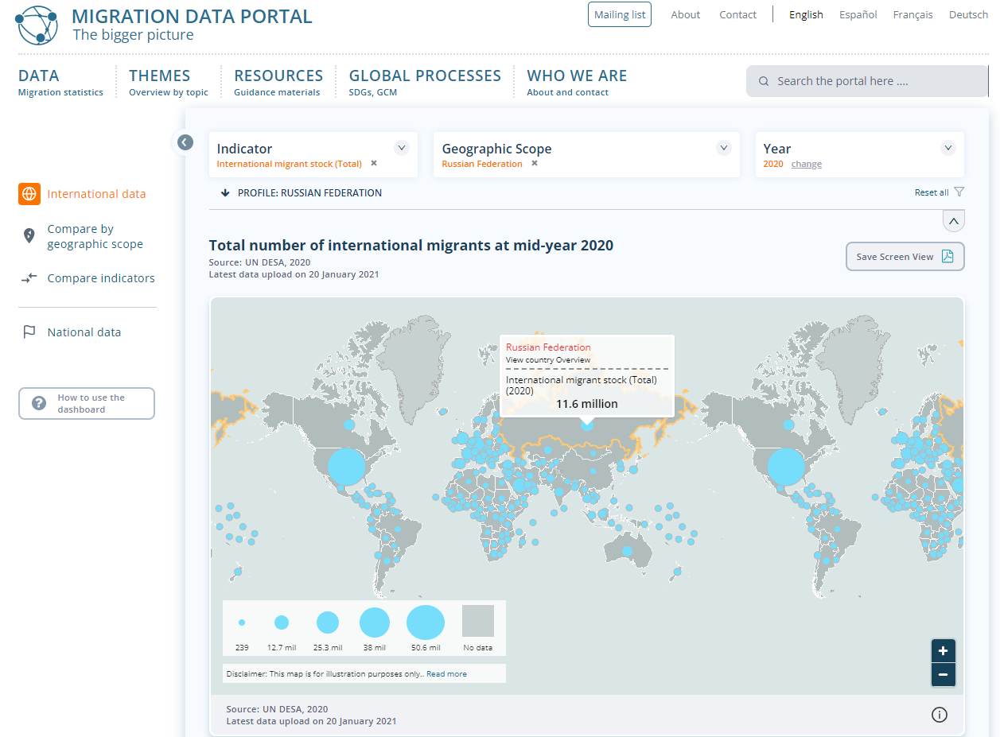 MIGRATION DATA PORTAL
The bigger picture
Mailing list
About
Contact
English
Español
Français
Deutsch
DATA
Migration statistics
THEMES
Overview by topic
RESOURCES
Guidance materials
GLOBAL PROCESSES
SDGs, GCM
WHO WE ARE
About and contact
Search the portal here ....
Indicator
International migrant stock (Total) ×
Geographic Scope
Russian Federation ×
Year
2020 change
PROFILE: RUSSIAN FEDERATION
Reset all
International data
Compare by
geographic scope
Compare indicators
National data
? How to use the
dashboard
Total number of international migrants at mid-year 2020
Source: UN DESA, 2020
Latest data upload on 20 January 2021
Save Screen View
Russian Federation
View country Overview
International migrant stock (Total)
(2020)
11.6 million
239
12.7 mil
25.3 mil
38 mil
50.6 mil
No data
Disclaimer: This map is for illustration purposes only.. Read more
+
−
Source: UN DESA, 2020
Latest data upload on 20 January 2021